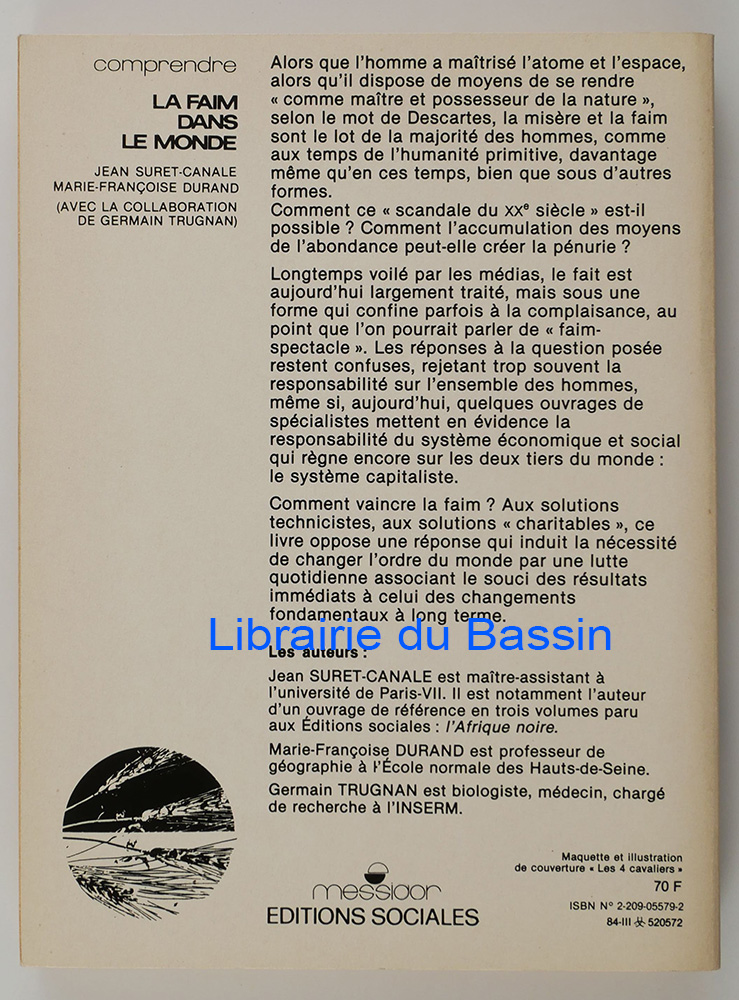 comprendre
LA FAIM
DANS
LE MONDE
JEAN SURET-CANALE
MARIE-FRANÇOISE DURAND
(AVEC LA COLLABORATION
DE GERMAIN TRUGNAN)
Alors que l'homme a maîtrisé l'atome et l'espace,
alors qu'il dispose de moyens de se rendre
« comme maître et possesseur de la nature »,
selon le mot de Descartes, la misère et la faim
sont le lot de la majorité des hommes, comme
aux temps de l'humanité primitive, davantage
même qu'en ces temps, bien que sous d'autres
formes.
Comment ce « scandale du XXe siècle » est-il
possible ? Comment l'accumulation des moyens
de l'abondance peut-elle créer la pénurie ?
Longtemps voilé par les médias, le fait est
aujourd'hui largement traité, mais sous une
forme qui confine parfois à la complaisance, au
point que l'on pourrait parler de « faim-
spectacle ». Les réponses à la question posée
restent confuses, rejetant trop souvent la
responsabilité sur l'ensemble des hommes,
même si, aujourd'hui, quelques ouvrages de
spécialistes mettent en évidence la
responsabilité du système économique et social
qui règne encore sur les deux tiers du monde :
le système capitaliste.
Comment vaincre la faim ? Aux solutions
technicistes, aux solutions « charitables », ce
livre oppose une réponse qui induit la nécessité
de changer l'ordre du monde par une lutte
quotidienne associant le souci des résultats
immédiats à celui des changements
fondamentaux à long terme.
Librairie du Bassin
Les auteurs :
Jean SURET-CANALE est maître-assistant à
l'université de Paris-VII. Il est notamment l'auteur
d'un ouvrage de référence en trois volumes paru
aux Éditions sociales : l'Afrique noire.
Marie-Françoise DURAND est professeur de
géographie à l'École normale des Hauts-de-Seine.
Germain TRUGNAN est biologiste, médecin, chargé
de recherche à l'INSERM.
Maquette et illustration
de couverture « Les 4 cavaliers »
70 F
messidor
EDITIONS SOCIALES
ISBN N° 2-209-05579-2
84-III 520572